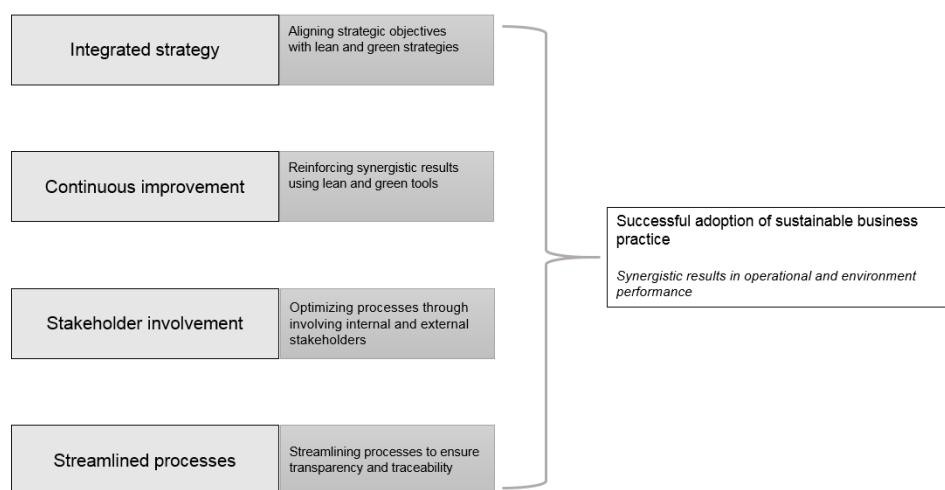 Integrated strategy
Aligning strategic objectives
with lean and green strategies
Continuous improvement
Reinforcing synergistic results
using lean and green tools
Successful adoption of sustainable business
practice
Synergistic results in operational and environment
performance
Stakeholder involvement
Optimizing processes through
involving internal and external
stakeholders
Streamlined processes
Streamlining processes to ensure
transparency and traceability